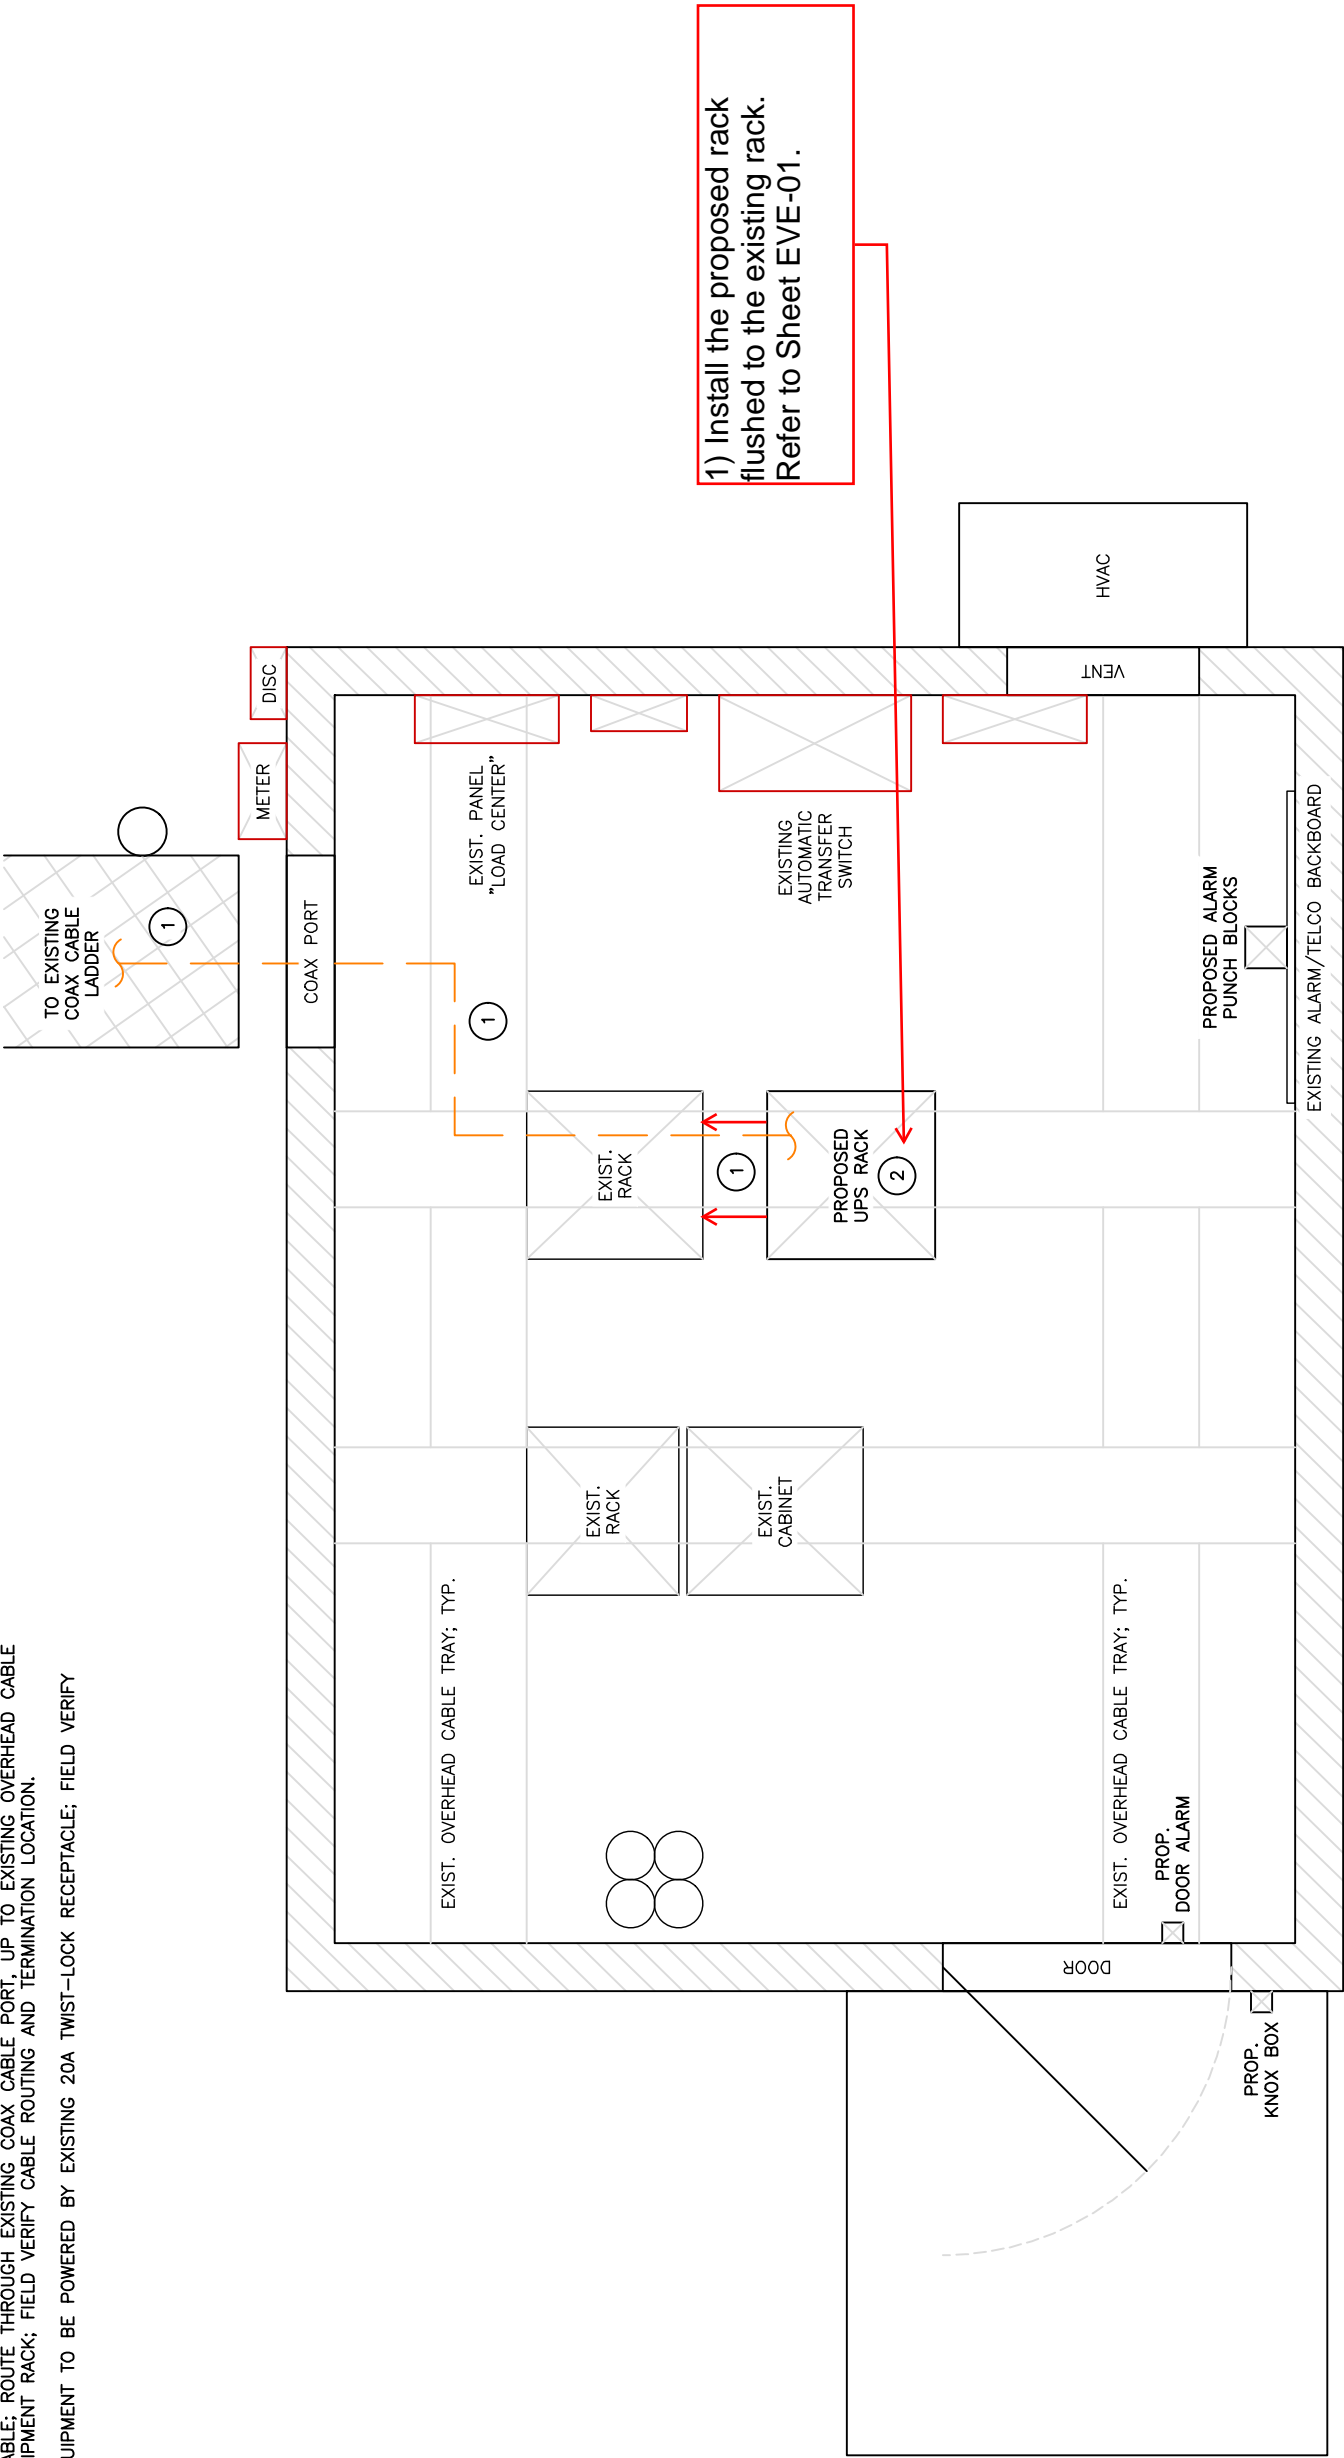 ABLE; ROUTE THROUGH EXISTING COAX CABLE PORT, UP TO EXISTING OVERHEAD CABLE
IPMENT RACK; FIELD VERIFY CABLE ROUTING AND TERMINATION LOCATION.
UIPMENT TO BE POWERED BY EXISTING 20A TWIST-LOCK RECEPTACLE; FIELD VERIFY
TO EXISTING
COAX CABLE
LADDER
1
METER
DISC
COAX PORT
EXIST. PANEL
"LOAD CENTER"
1
EXIST. OVERHEAD CABLE TRAY; TYP.
EXIST.
RACK
EXIST.
RACK
1) Install the proposed rack
flushed to the existing rack.
Refer to Sheet EVE-01.
1
EXIST.
CABINET
EXISTING
AUTOMATIC
TRANSFER
SWITCH
PROPOSED
UPS RACK
2
HVAC
VENT
DOOR
EXIST. OVERHEAD CABLE TRAY; TYP.
PROP.
DOOR ALARM
PROPOSED ALARM
PUNCH BLOCKS
PROP.
KNOX BOX
EXISTING ALARM/TELCO BACKBOARD